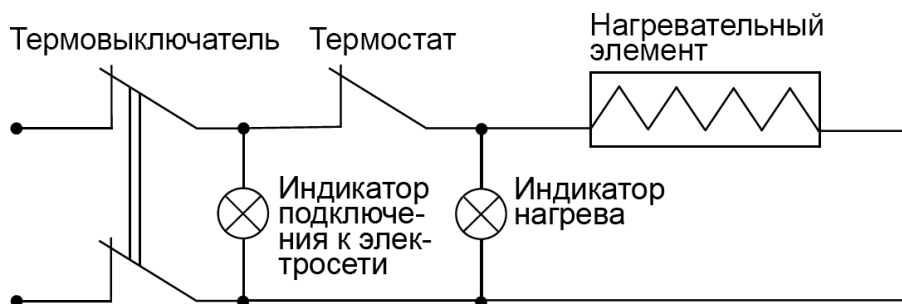 Термовыключатель
Термостат
Нагревательный
элемент
Индикатор
подключе-
ния к элек-
тросети
Индикатор
нагрева